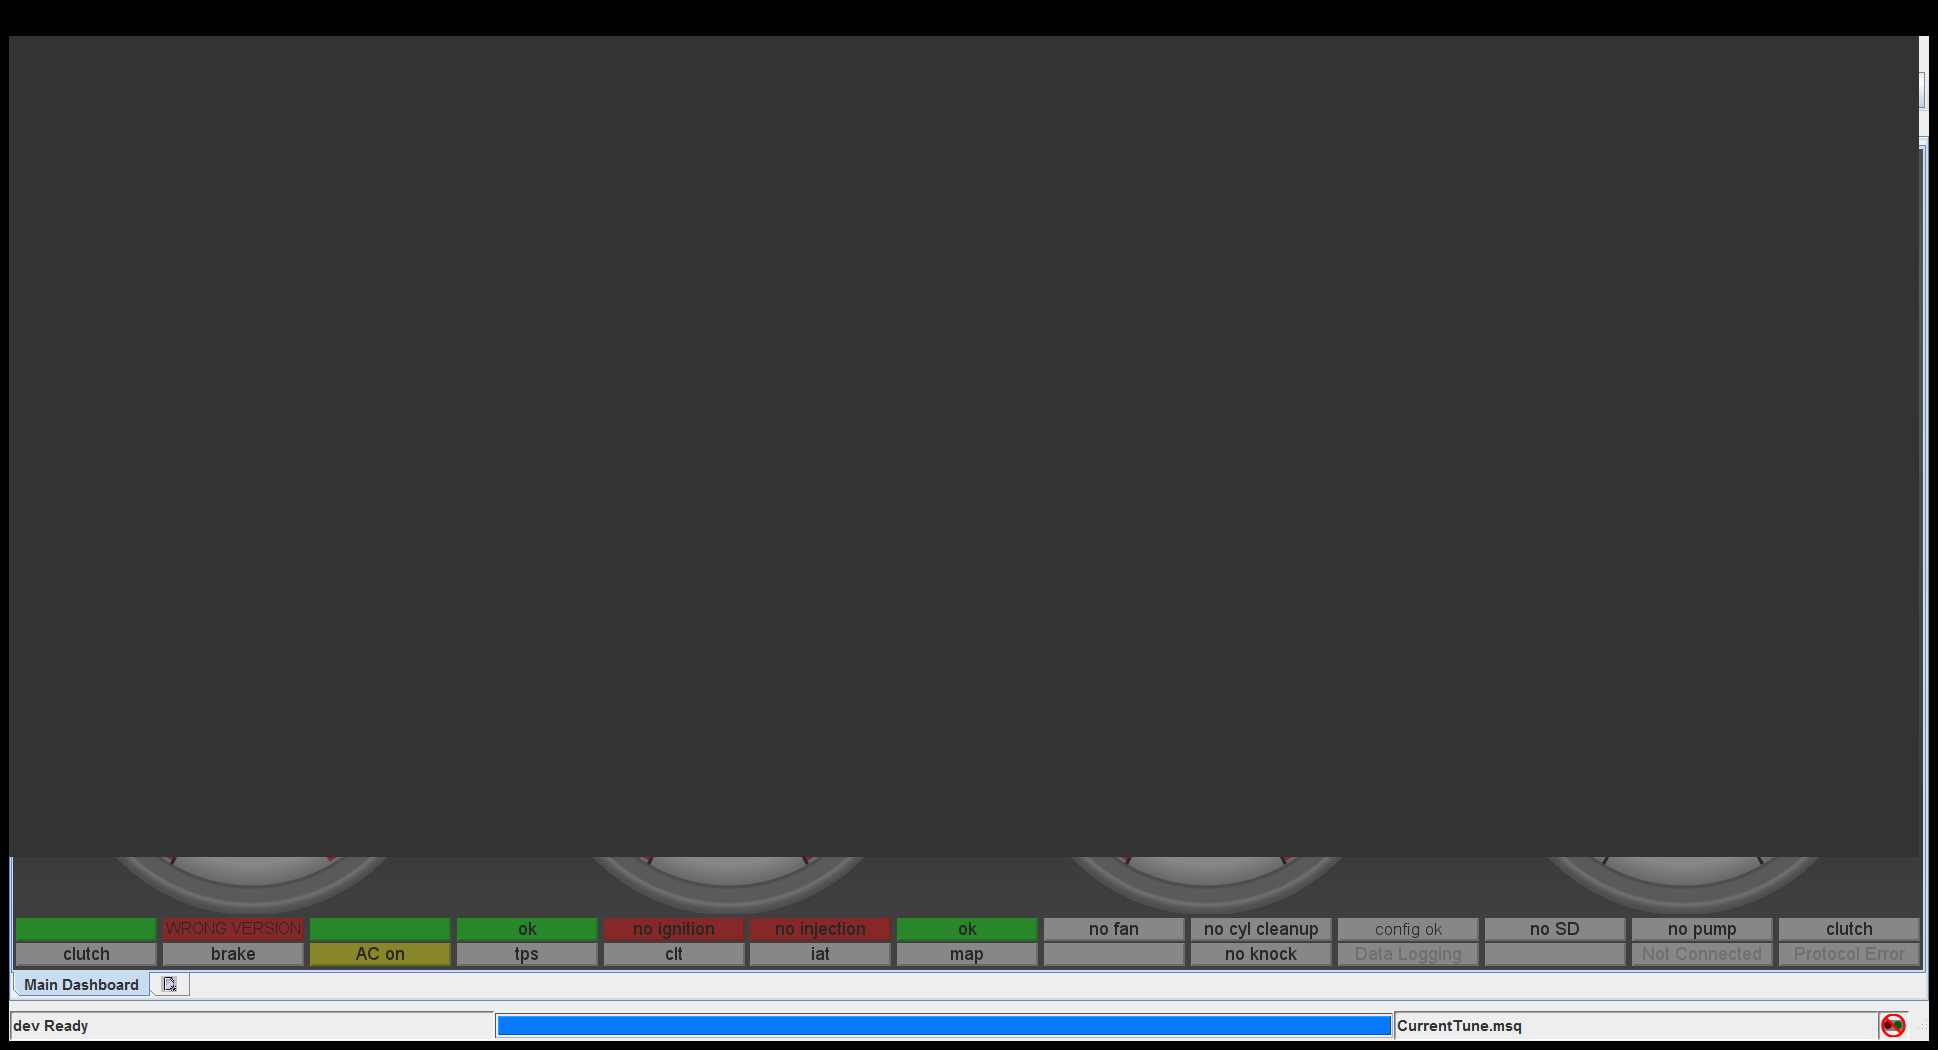 WRONG VERSION ok no ignition no injection ok no fan no cyl cleanup config ok no SD no pump clutch
clutch brake AC on tps clt iat map no knock Data Logging Not Connected Protocol Error
Main Dashboard
dev Ready CurrentTune.msq